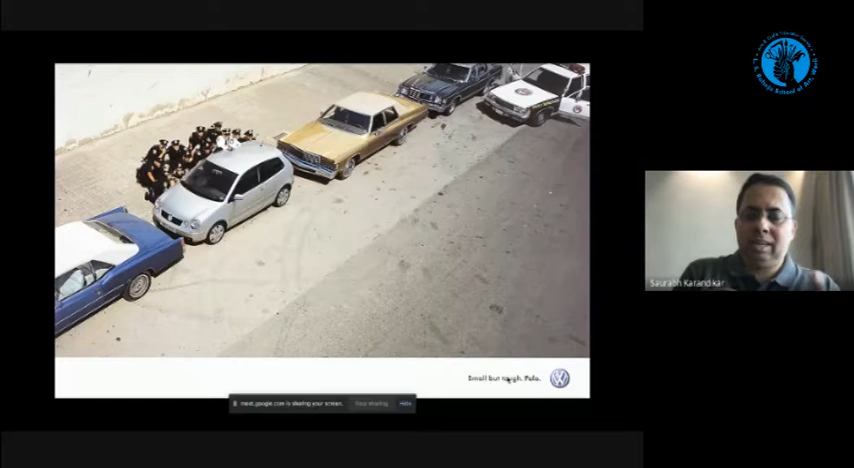 Saurabh Karandikar
Small but tough. Polo.
meet.google.com is sharing your screen.
Stop sharing
Hide